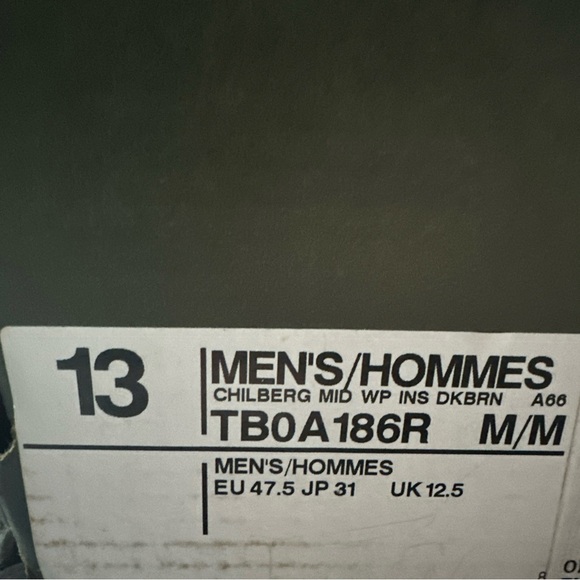 13
MEN'S/HOMMES
CHILBERG MID WP INS DKBRN A66
TB0A186R M/M
MEN'S/HOMMES
EU 47.5 JP 31 UK 12.5